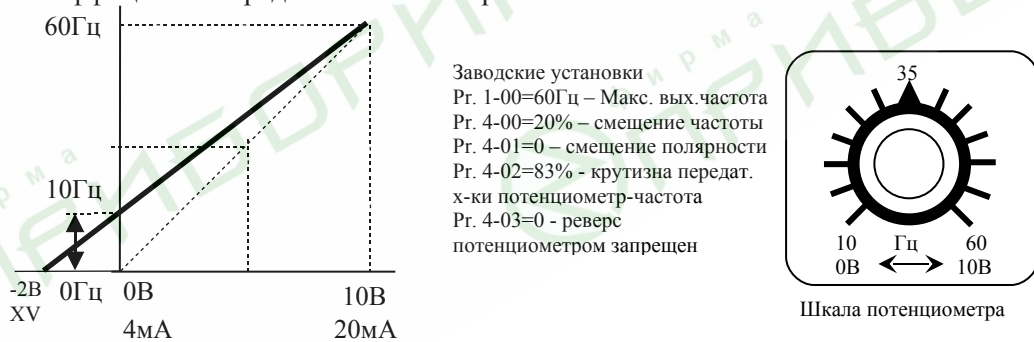 60Гц
10Гц
-2В 0Гц 0В 10В
XV
4мА 20мА
Заводские установки
Pr. 1-00=60Гц – Макс. вых.частота
Pr. 4-00=20% – смещение частоты
Pr. 4-01=0 – смещение полярности
Pr. 4-02=83% - крутизна передат.
х-ки потенциометр-частота
Pr. 4-03=0 - реверс
потенциометром запрещен
35
10 Гц 60
0В 10В
Шкала потенциометра